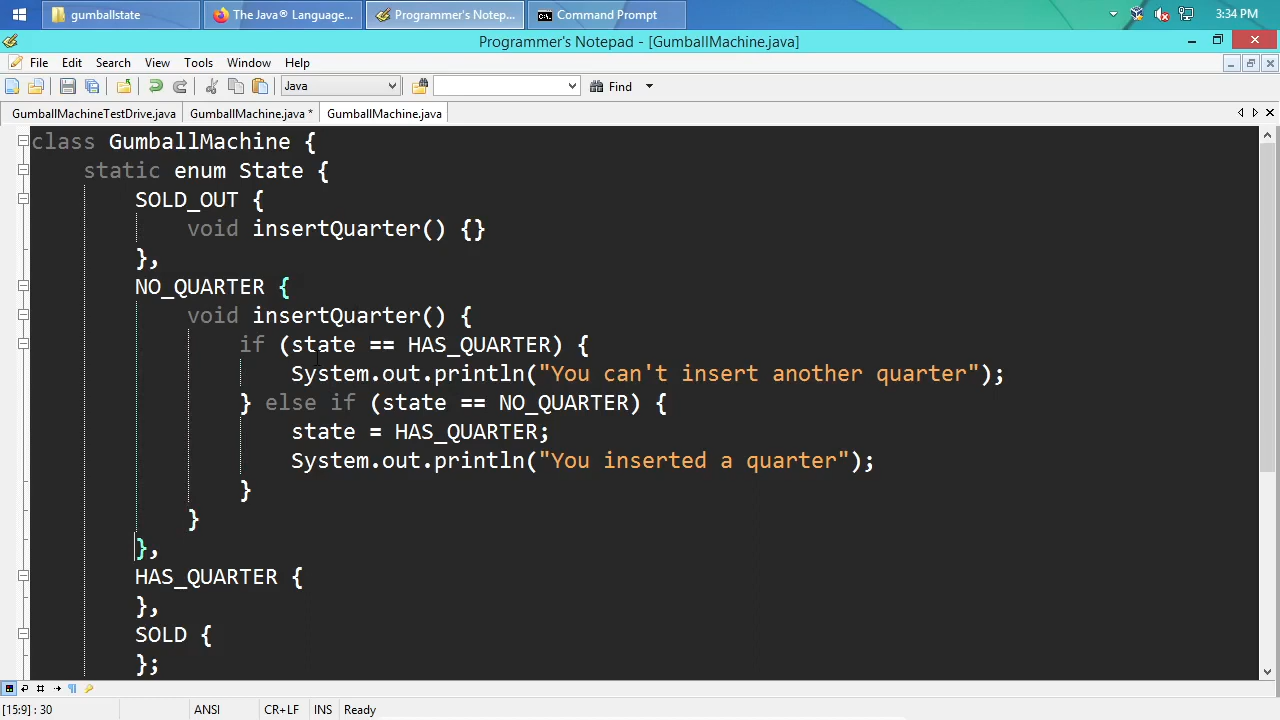 gumballstate
The Java® Language...
Programmer's Notep...
Command Prompt
3:34 PM
Programmer's Notepad - [GumballMachine.java]
File Edit Search View Tools Window Help
Java
Find
GumballMachineTestDrive.java GumballMachine.java * GumballMachine.java
class GumballMachine {
static enum State {
SOLD_OUT {
void insertQuarter() {}
},
NO_QUARTER {
void insertQuarter() {
if (state == HAS_QUARTER) {
System.out.println("You can't insert another quarter");
} else if (state == NO_QUARTER) {
state = HAS_QUARTER;
System.out.println("You inserted a quarter");
}
}
},
HAS_QUARTER {
},
SOLD {
};
[15:9] : 30 ANSI CR+LF INS Ready